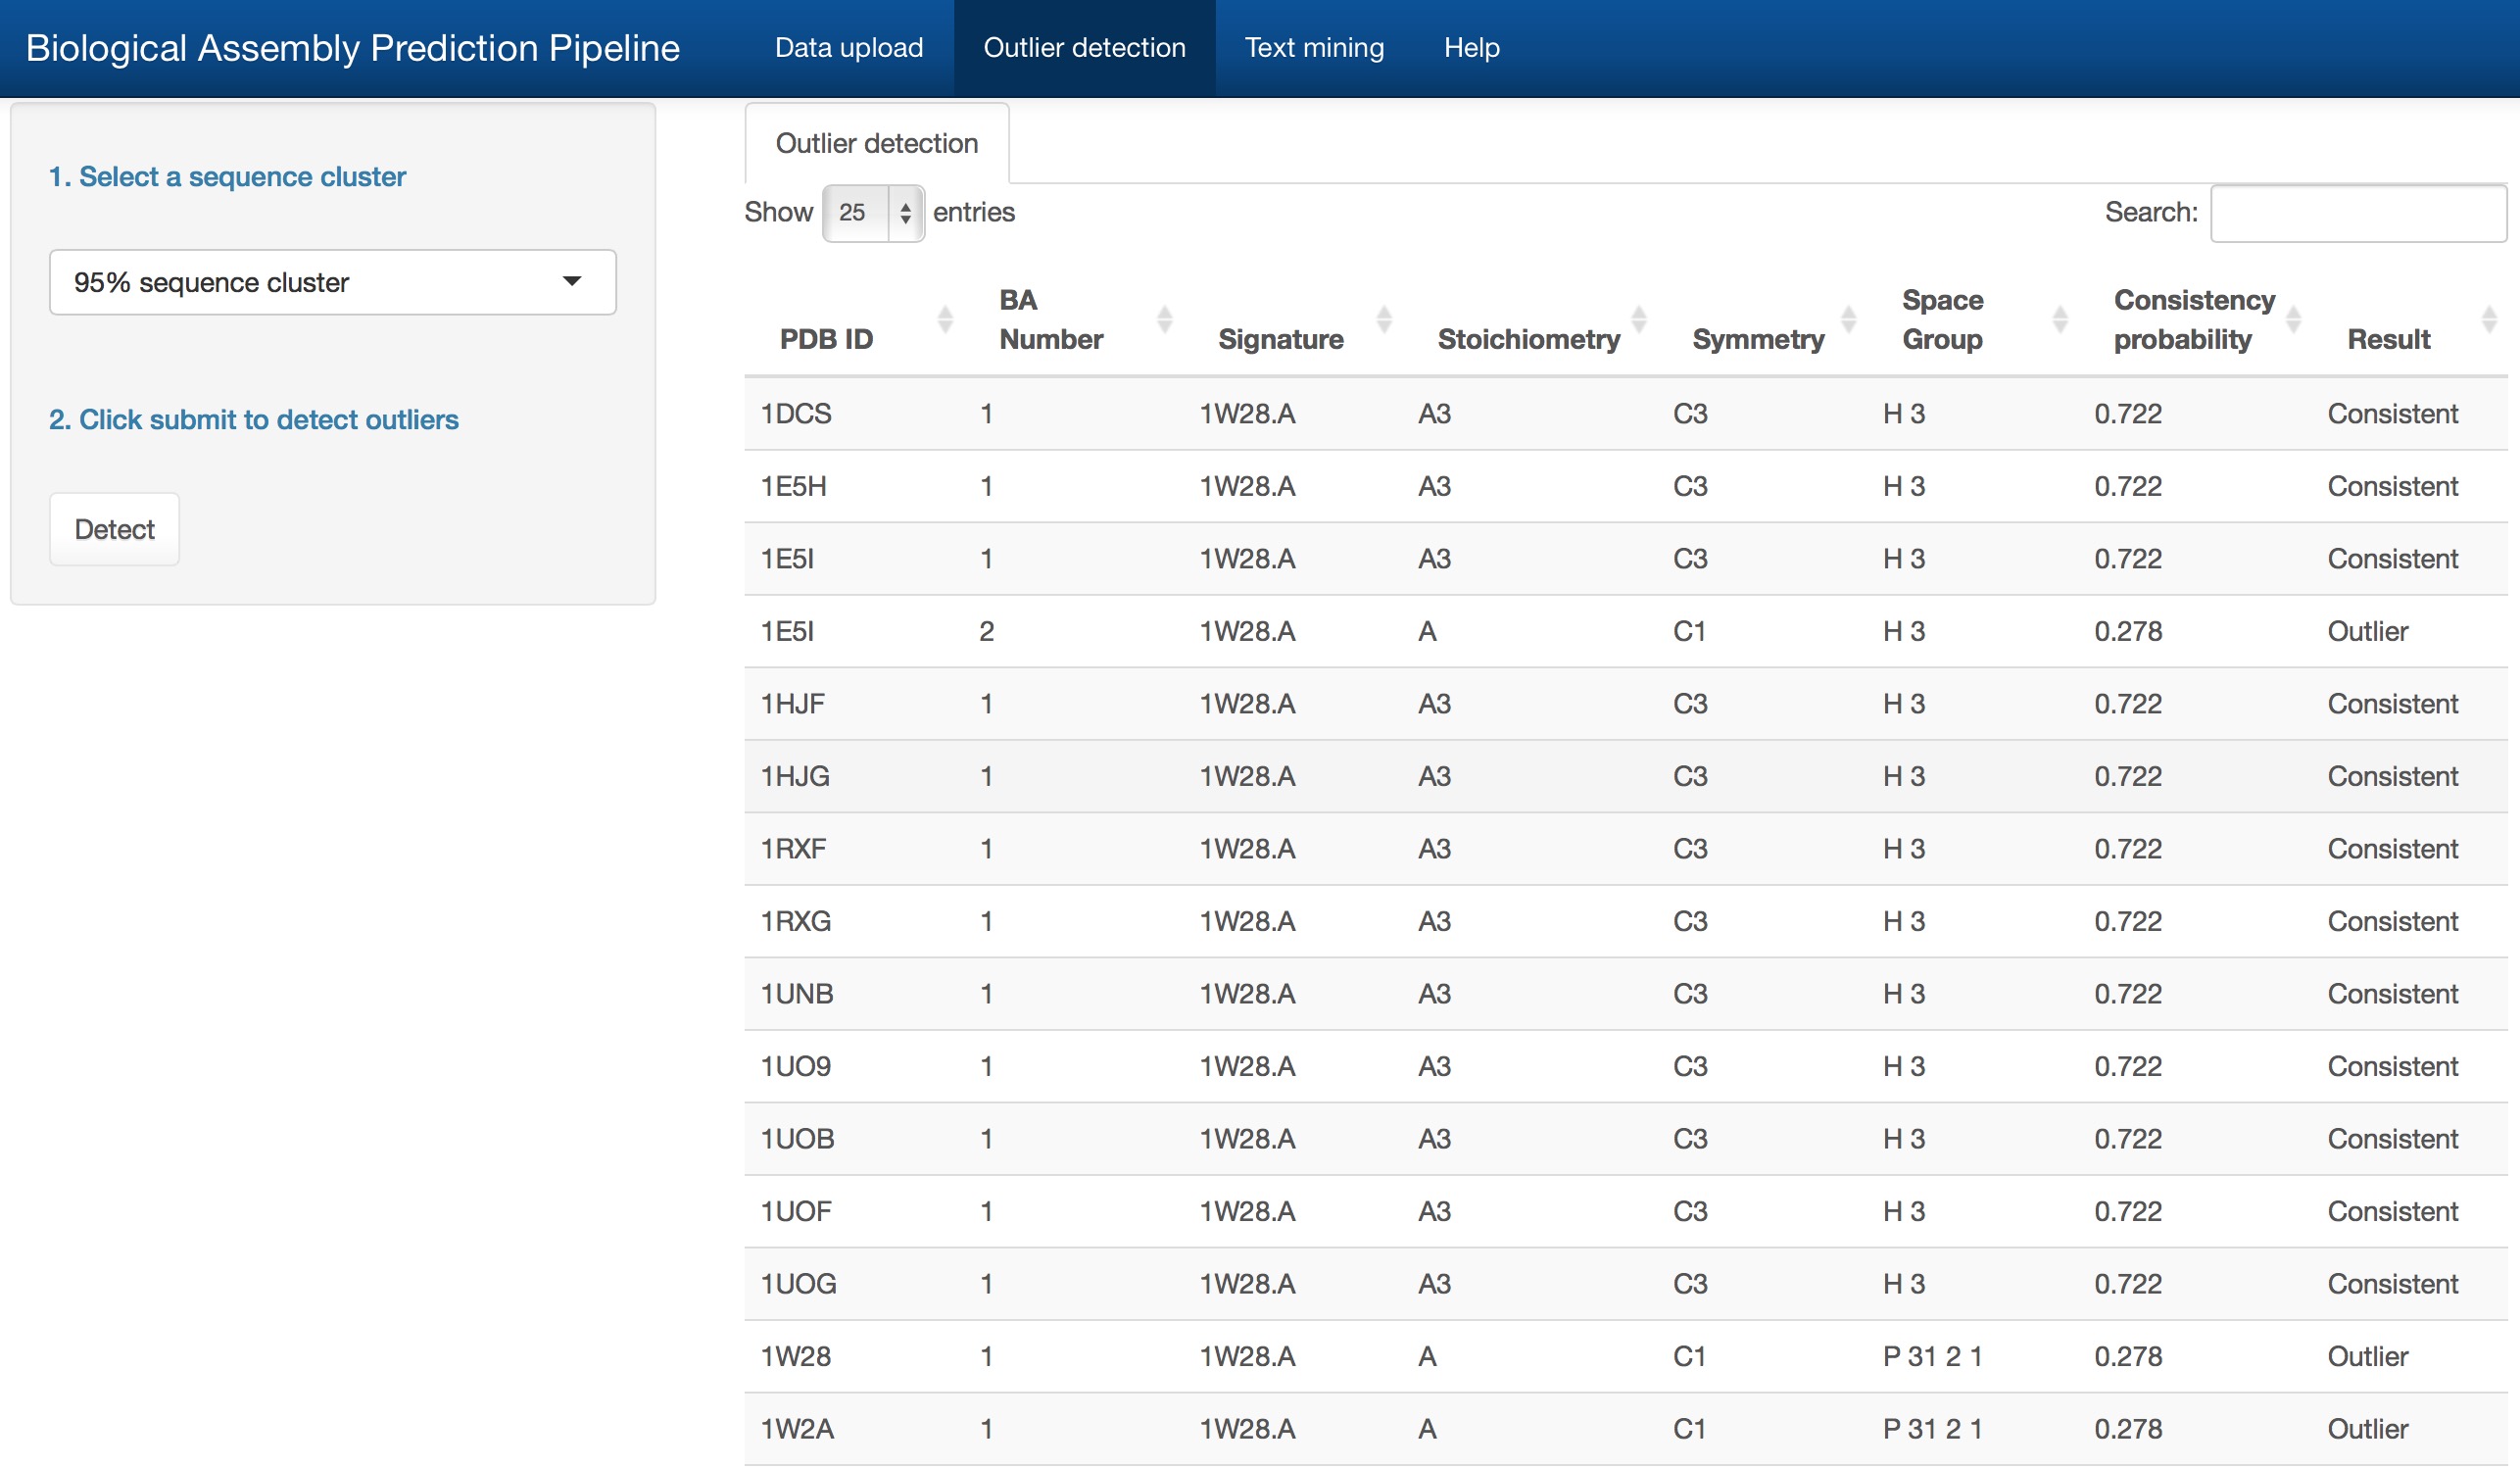 Biological Assembly Prediction Pipeline Data upload Outlier detection Text mining Help
1. Select a sequence cluster
95% sequence cluster
2. Click submit to detect outliers
Detect
Outlier detection
Show 25 entries Search:
PDB ID BA Number Signature Stoichiometry Symmetry Space Group Consistency probability Result
1DCS 1 1W28.A A3 C3 H 3 0.722 Consistent
1E5H 1 1W28.A A3 C3 H 3 0.722 Consistent
1E5I 1 1W28.A A3 C3 H 3 0.722 Consistent
1E5I 2 1W28.A A C1 H 3 0.278 Outlier
1HJF 1 1W28.A A3 C3 H 3 0.722 Consistent
1HJG 1 1W28.A A3 C3 H 3 0.722 Consistent
1RXF 1 1W28.A A3 C3 H 3 0.722 Consistent
1RXG 1 1W28.A A3 C3 H 3 0.722 Consistent
1UNB 1 1W28.A A3 C3 H 3 0.722 Consistent
1UO9 1 1W28.A A3 C3 H 3 0.722 Consistent
1UOB 1 1W28.A A3 C3 H 3 0.722 Consistent
1UOF 1 1W28.A A3 C3 H 3 0.722 Consistent
1UOG 1 1W28.A A3 C3 H 3 0.722 Consistent
1W28 1 1W28.A A C1 P 31 2 1 0.278 Outlier
1W2A 1 1W28.A A C1 P 31 2 1 0.278 Outlier